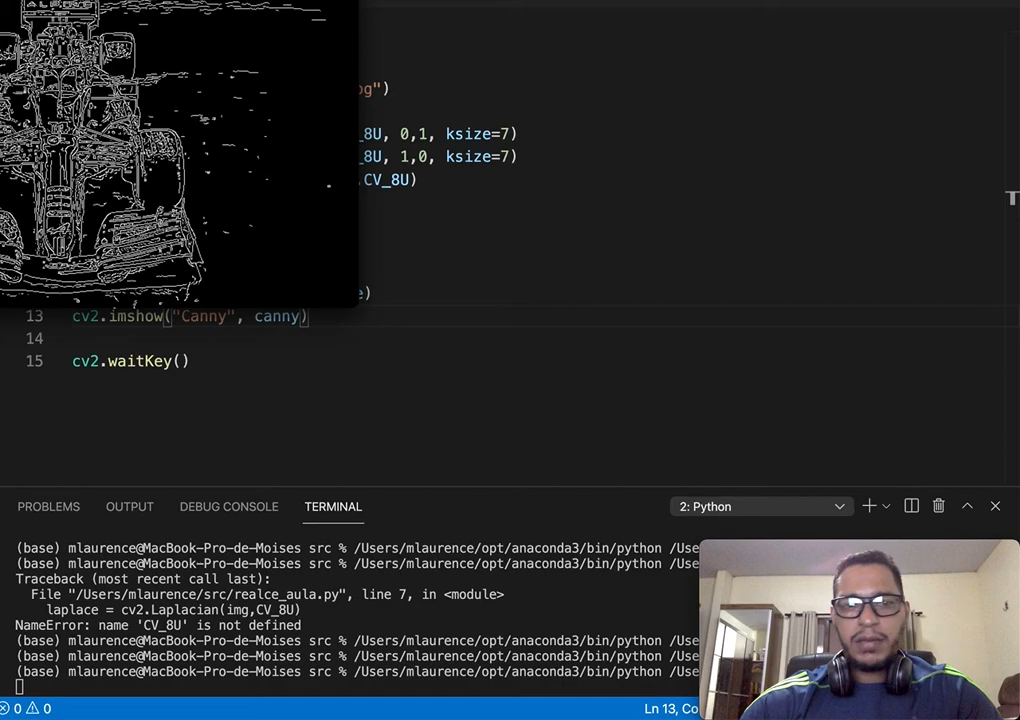 og")
_8U, 0,1, ksize=7)
_8U, 1,0, ksize=7)
.CV_8U)
e)
13 cv2.imshow("Canny", canny)
14
15 cv2.waitKey()
PROBLEMS OUTPUT DEBUG CONSOLE TERMINAL 2: Python
(base) mlaurence@MacBook-Pro-de-Moises src % /Users/mlaurence/opt/anaconda3/bin/python /Use
(base) mlaurence@MacBook-Pro-de-Moises src % /Users/mlaurence/opt/anaconda3/bin/python /Use
Traceback (most recent call last):
File "/Users/mlaurence/src/realce_aula.py", line 7, in <module>
laplace = cv2.Laplacian(img,CV_8U)
NameError: name 'CV_8U' is not defined
(base) mlaurence@MacBook-Pro-de-Moises src % /Users/mlaurence/opt/anaconda3/bin/python /Use
(base) mlaurence@MacBook-Pro-de-Moises src % /Users/mlaurence/opt/anaconda3/bin/python /Use
(base) mlaurence@MacBook-Pro-de-Moises src % /Users/mlaurence/opt/anaconda3/bin/python /Use
0 0 Ln 13, Co